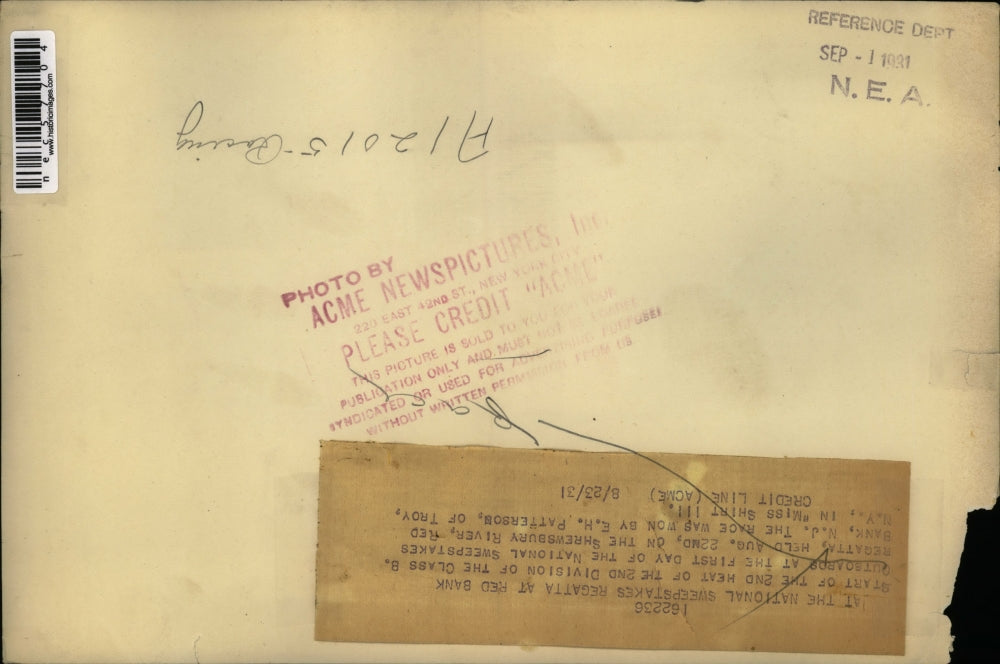 REFERENCE DEPT
SEP - 1 1931
N. E. A.
necs57704
www.historicimages.com
A12015 Racing
PHOTO BY
ACME NEWSPICTURES, Inc.
220 EAST 42ND ST., NEW YORK CITY
PLEASE CREDIT "ACME"
THIS PICTURE IS SOLD TO YOU FOR YOUR
PUBLICATION ONLY AND MUST NOT BE LOANED
SYNDICATED OR USED FOR ADVERTISING PURPOSES
WITHOUT WRITTEN PERMISSION FROM US
162236
AT THE NATIONAL SWEEPSTAKES REGATTA AT RED BANK
START OF THE 2ND HEAT OF THE 2ND DIVISION OF THE CLASS B.
OUTBOARDS AT THE FIRST DAY OF THE NATIONAL SWEEPSTAKES
REGATTA, HELD AUG. 22ND, ON THE SHREWSBURY RIVER, RED
BANK, N.J. THE RACE WAS WON BY E.H. PATTERSON, OF TROY,
N.Y., IN "MISS SHIRT III".
CREDIT LINE (ACME) 8/23/31